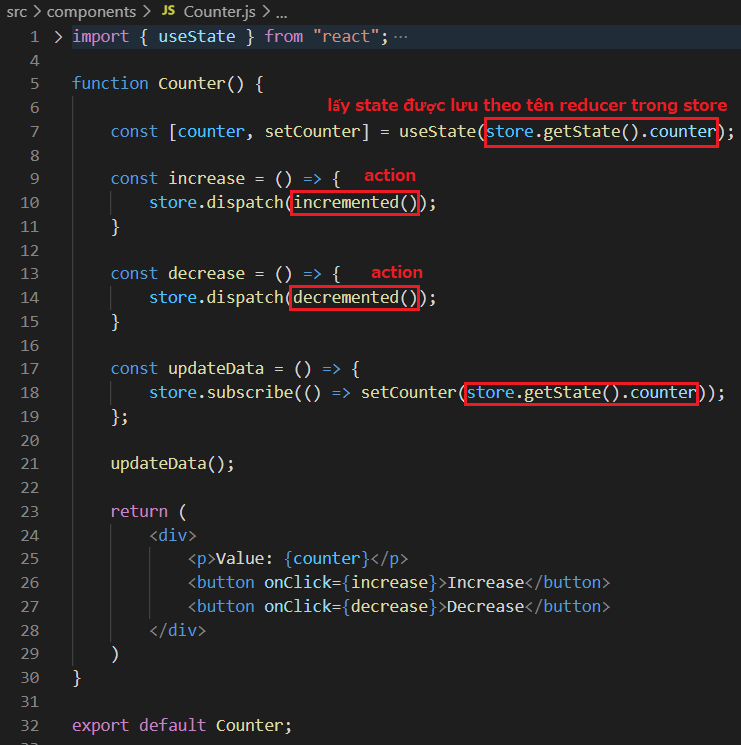 src > components > JS Counter.js > ...
1 > import { useState } from "react"; ...
4
5 function Counter() {
6 lấy state được lưu theo tên reducer trong store
7 const [counter, setCounter] = useState(store.getState().counter);
8
9 const increase = () => { action
10 store.dispatch(incremented());
11 }
12
13 const decrease = () => { action
14 store.dispatch(decremented());
15 }
16
17 const updateData = () => {
18 store.subscribe(() => setCounter(store.getState().counter));
19 };
20
21 updateData();
22
23 return (
24 <div>
25 <p>Value: {counter}</p>
26 <button onClick={increase}>Increase</button>
27 <button onClick={decrease}>Decrease</button>
28 </div>
29 )
30 }
31
32 export default Counter;